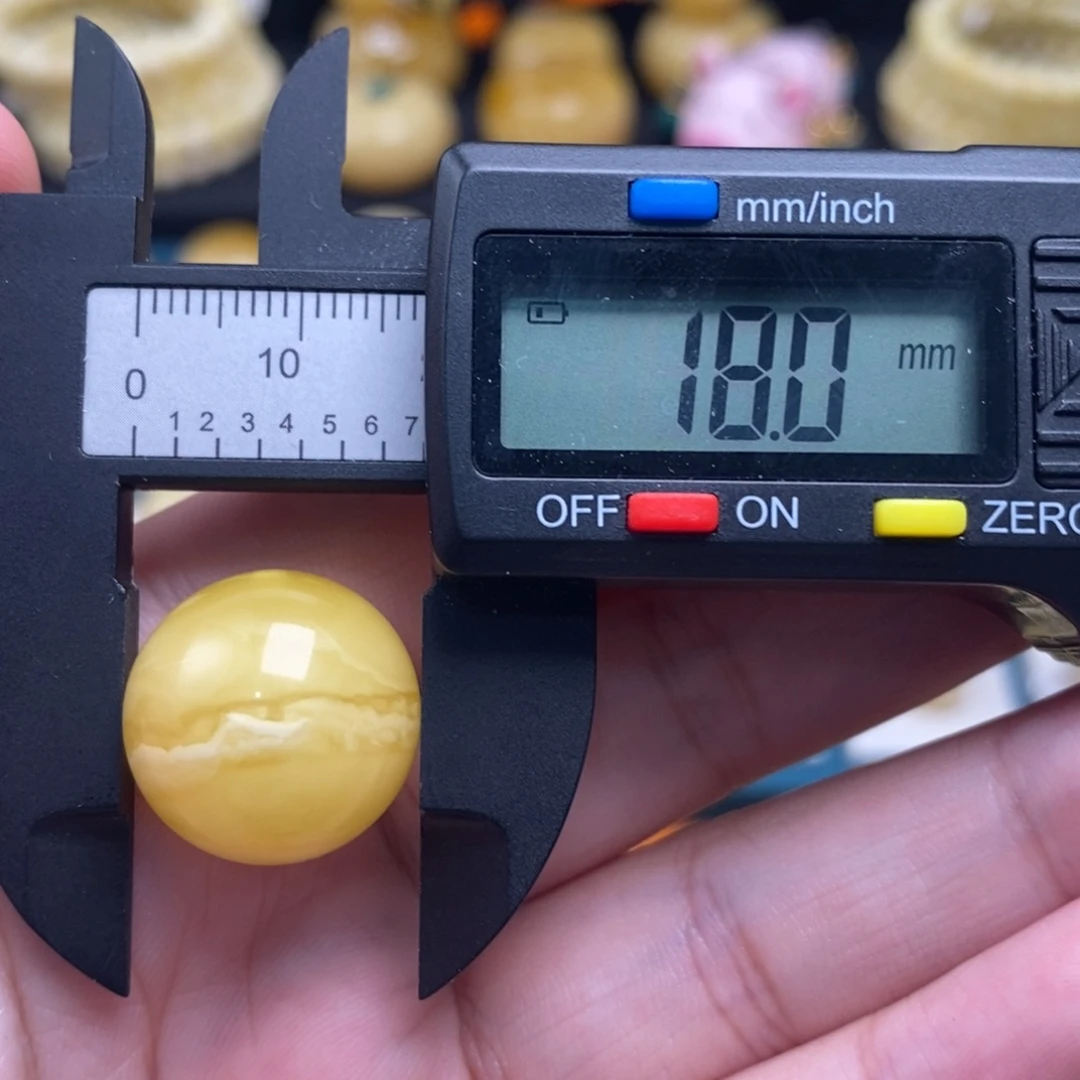 mm/inch
18.0 mm
0 10
1 2 3 4 5 6 7
OFF ON ZERO